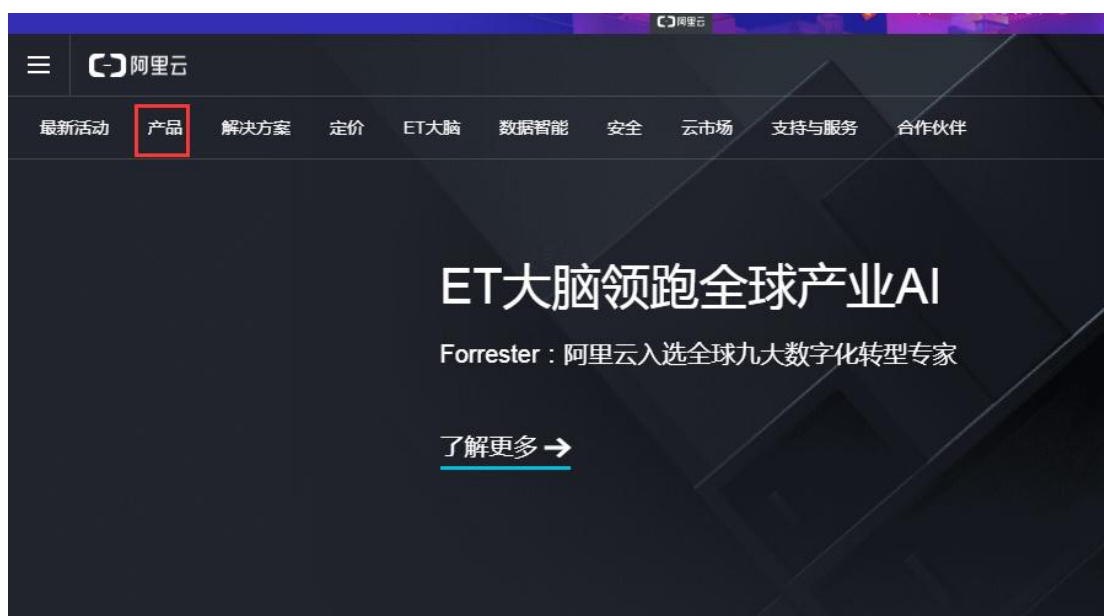 阿里云
阿里云
最新活动 产品 解决方案 定价 ET大脑 数据智能 安全 云市场 支持与服务 合作伙伴
ET大脑领跑全球产业AI
Forrester：阿里云入选全球九大数字化转型专家
了解更多